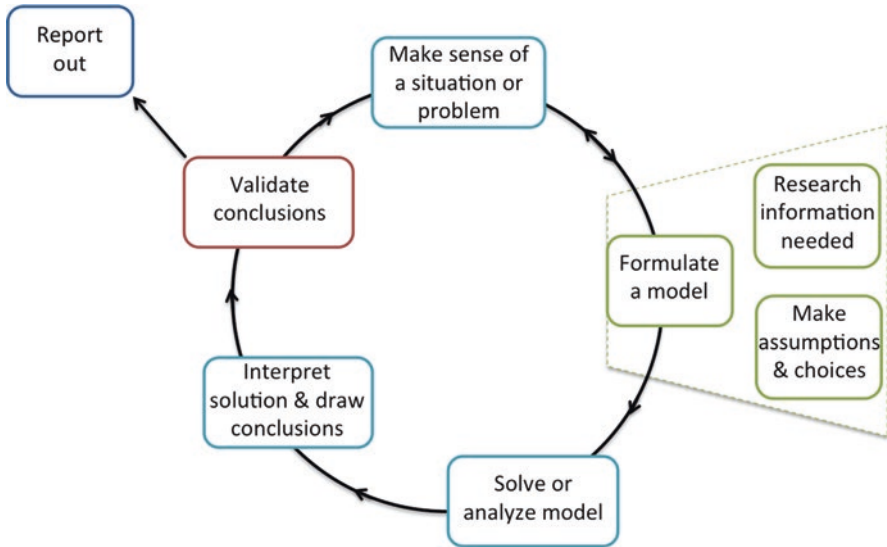 Report
out
Make sense of
a situation or
problem
Validate
conclusions
Research
information
needed
Formulate
a model
Make
assumptions
& choices
Interpret
solution & draw
conclusions
Solve or
analyze model